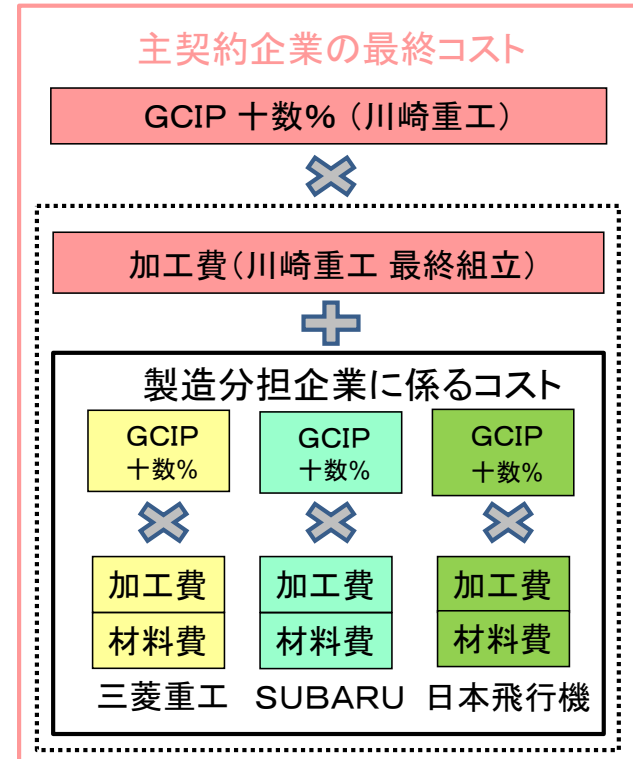 主契約企業の最終コスト
GCIP 十数% (川崎重工)
加工費(川崎重工 最終組立)
製造分担企業に係るコスト
GCIP
十数%
GCIP
十数%
GCIP
十数%
加工費
材料費
加工費
材料費
加工費
材料費
三菱重工 SUBARU 日本飛行機